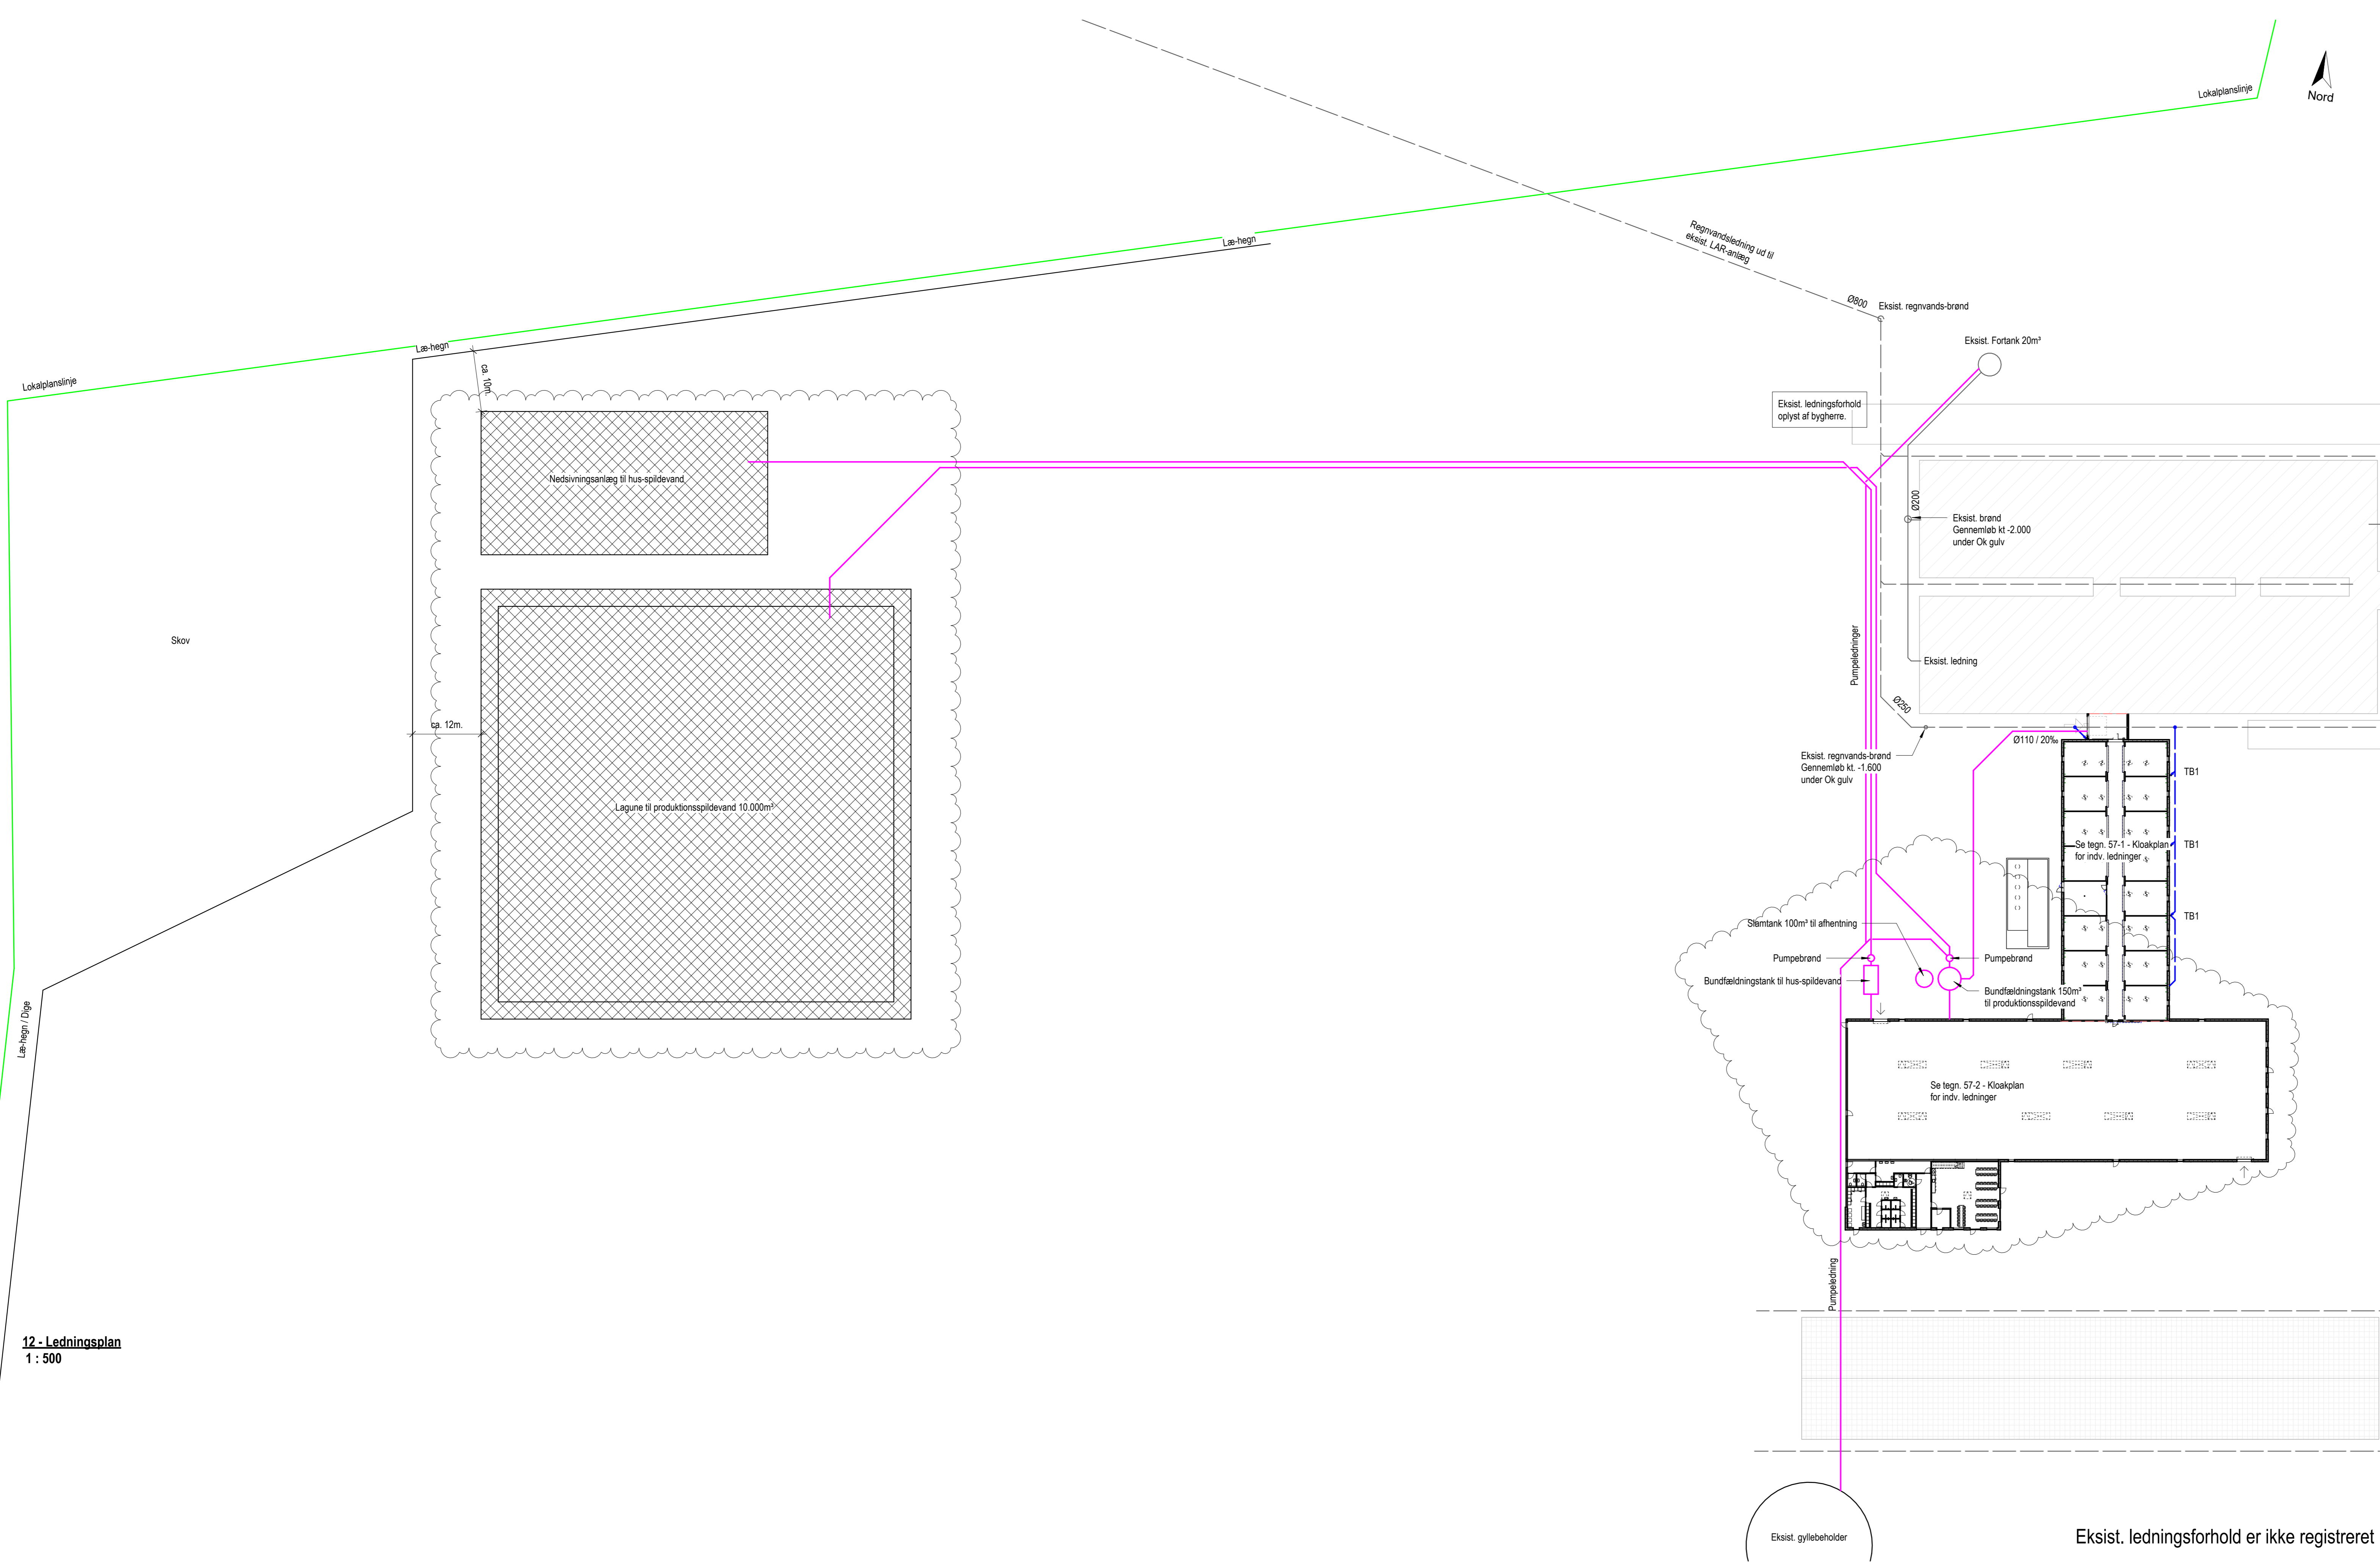 Nord
Lokalplanslinje
Læ-hegn
Regnvandsledning ud til
eksist. LAR-anlæg
Ø800
Eksist. regnvands-brønd
Eksist. Fortank 20m³
Læ-hegn
Lokalplanslinje
ca. 10m.
Eksist. ledningsforhold
oplyst af bygherre.
Nedsivningsanlæg til hus-spildevand
Ø200
Eksist. brønd
Gennemløb kt -2.000
under Ok gulv
Skov
Pumpeledninger
Eksist. ledning
Ø250
ca. 12m.
Eksist. regnvands-brønd
Gennemløb kt. -1.600
under Ok gulv
Ø110 / 20‰
TB1
Lagune til produktionsspildevand 10.000m³
Se tegn. 57-1 - Kloakplan
for indv. ledninger
TB1
TB1
Slamtank 100m³ til afhentning
Pumpebrønd
Pumpebrønd
Bundfældningstank til hus-spildevand
Bundfældningstank 150m³
til produktionsspildevand
Læ-hegn / Dige
Se tegn. 57-2 - Kloakplan
for indv. ledninger
Pumpeledning
12 - Ledningsplan
1 : 500
Eksist. gyllebeholder
Eksist. ledningsforhold er ikke registreret